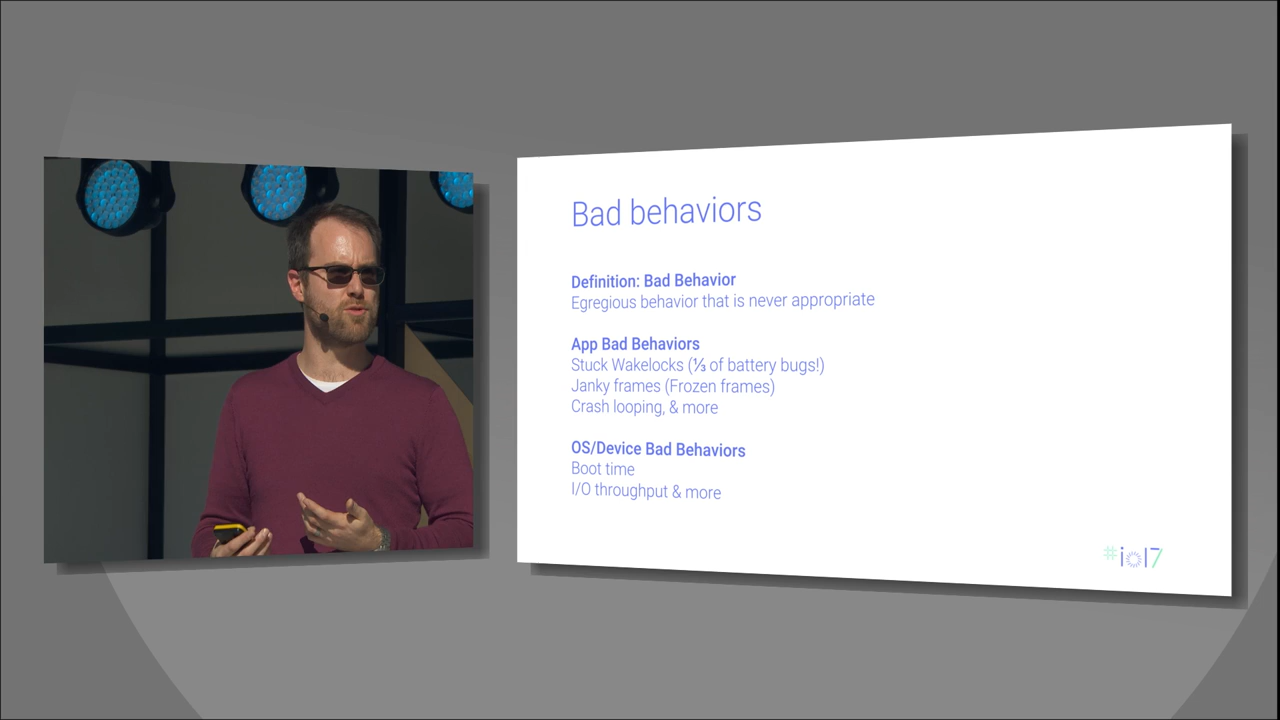 Bad behaviors
Definition: Bad Behavior
Egregious behavior that is never appropriate
App Bad Behaviors
Stuck Wakelocks (⅓ of battery bugs!)
Janky frames (Frozen frames)
Crash looping, & more
OS/Device Bad Behaviors
Boot time
I/O throughput & more
#io17